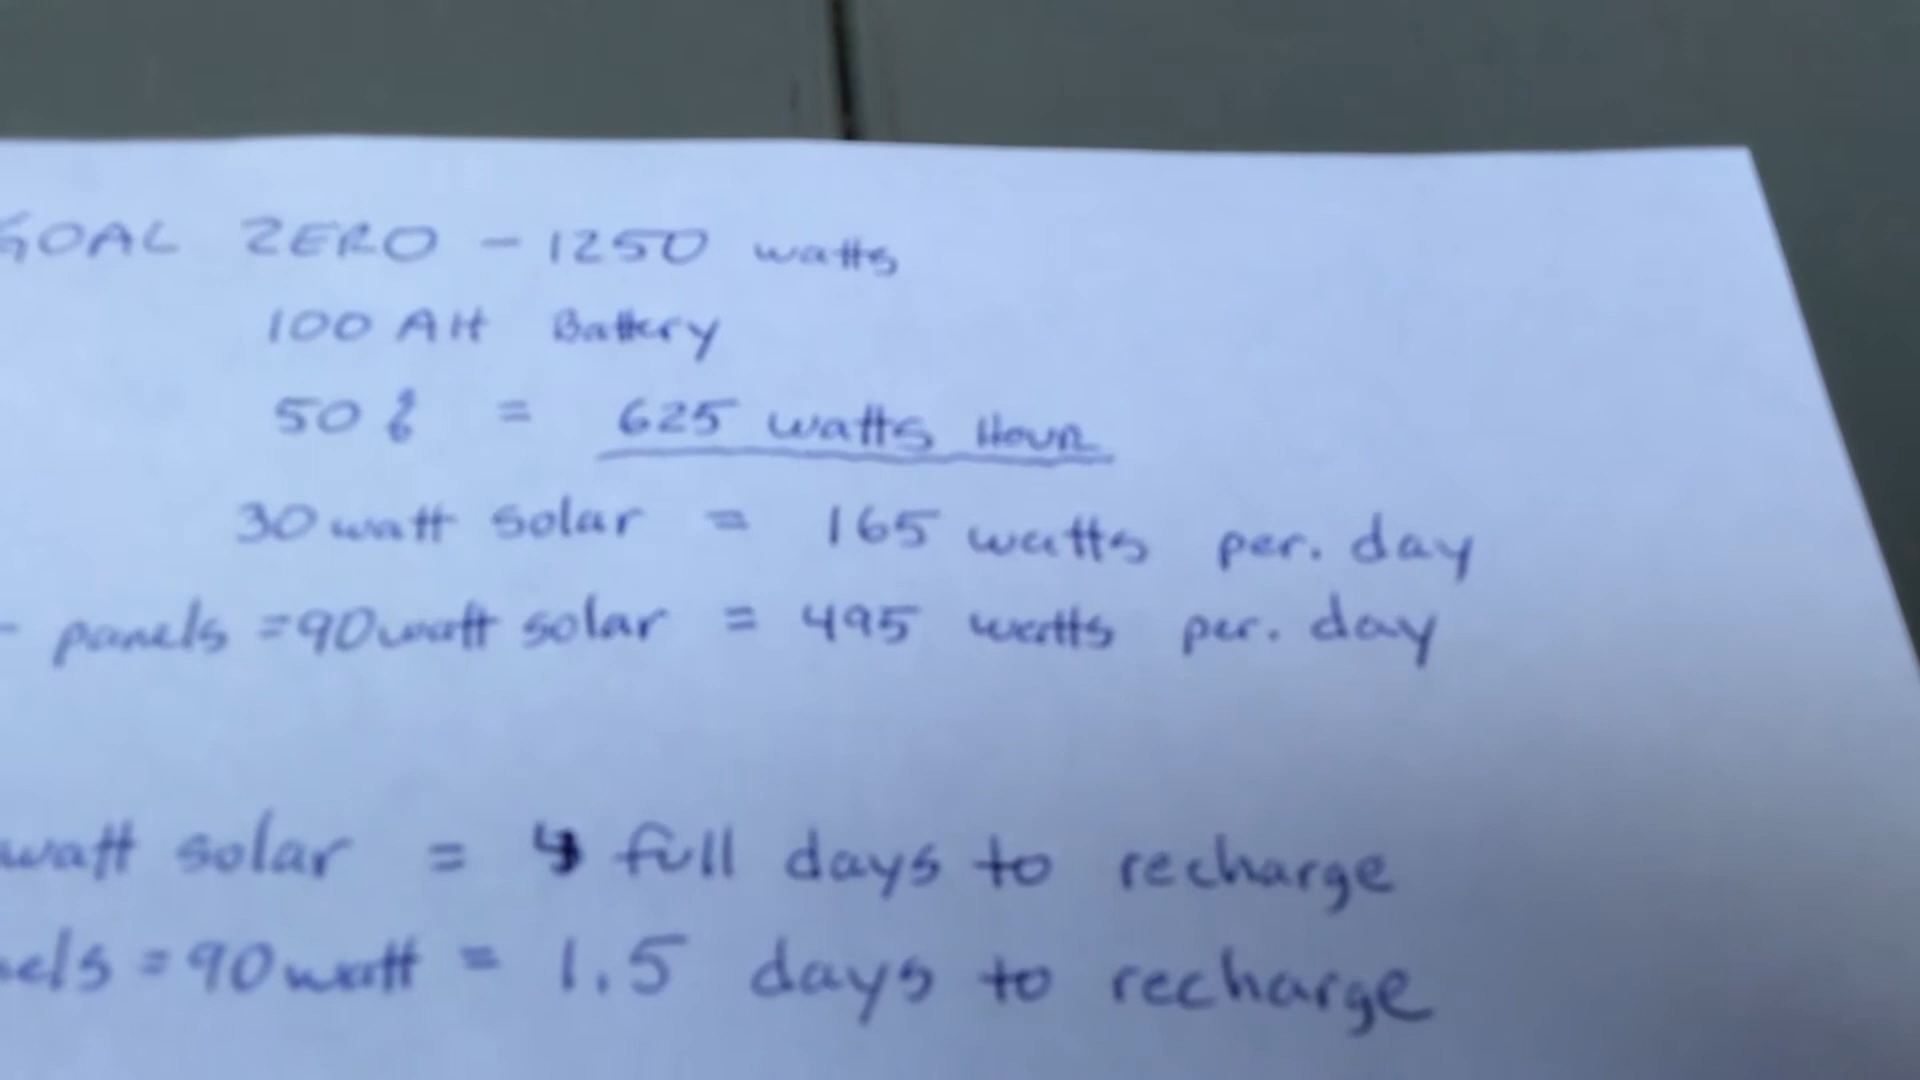 GOAL ZERO - 1250 watts
100 AH Battery
50 % = 625 watts Hour
30 watt solar = 165 watts per. day
- panels = 90 watt solar = 495 watts per. day
watt solar = 4 full days to recharge
els = 90 watt = 1.5 days to recharge